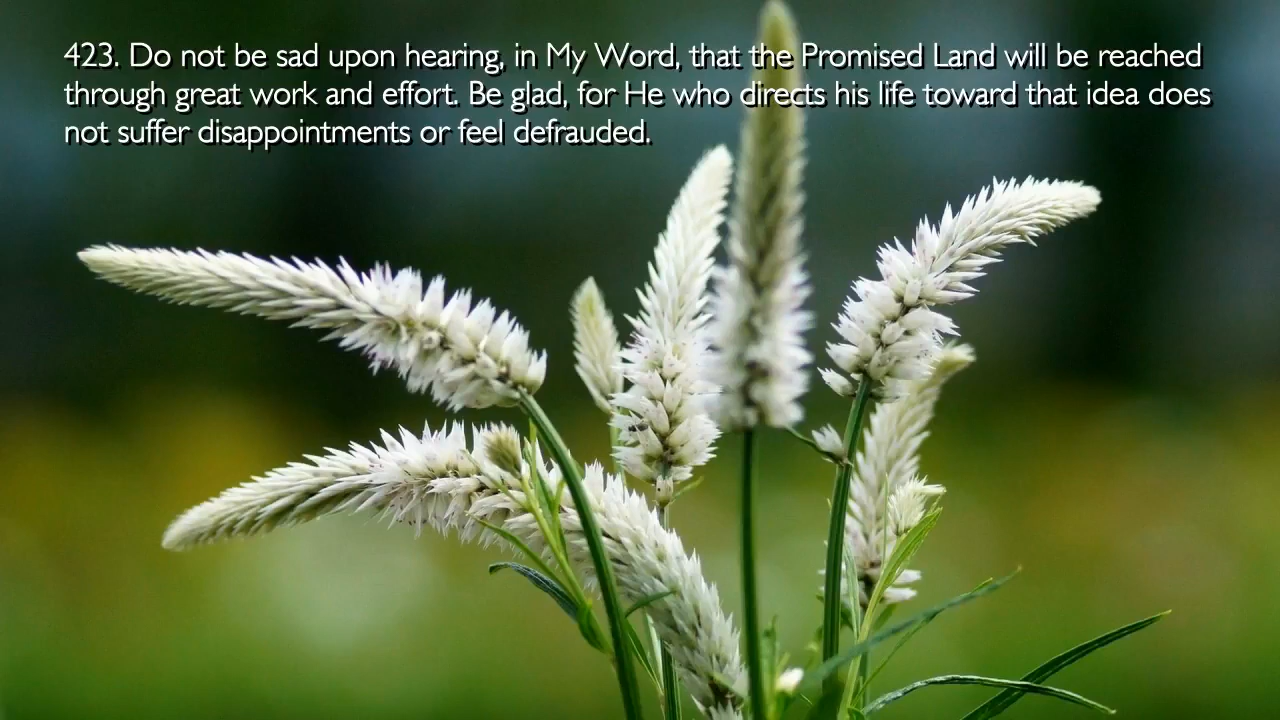 423. Do not be sad upon hearing, in My Word, that the Promised Land will be reached
through great work and effort. Be glad, for He who directs his life toward that idea does
not suffer disappointments or feel defrauded.